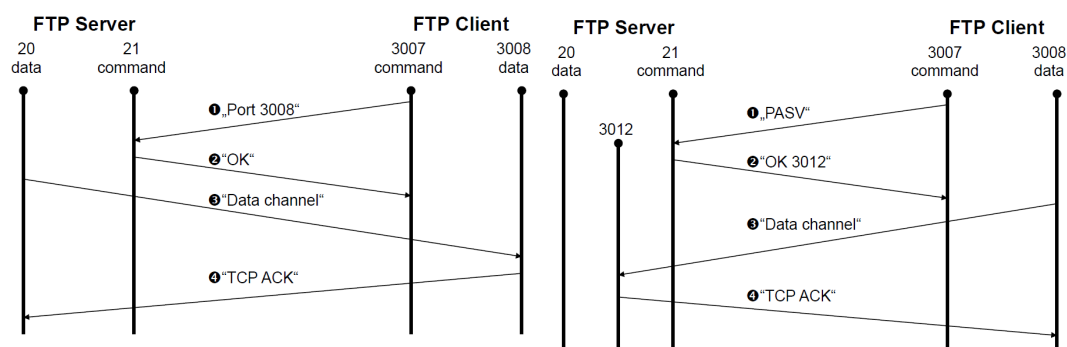 FTP Server
FTP Client
20
data
21
command
3007
command
3008
data
❶„Port 3008“
❷“OK“
❸“Data channel“
❹“TCP ACK“
FTP Server
FTP Client
20
data
21
command
3007
command
3008
data
❶„PASV“
3012
❷“OK 3012“
❸“Data channel“
❹“TCP ACK“